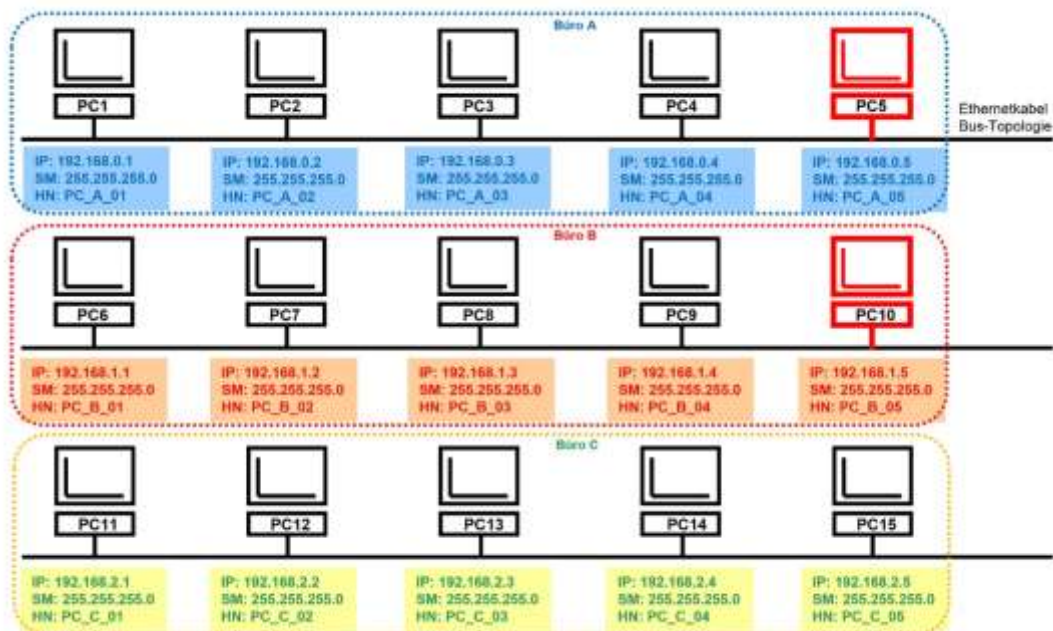 Büro A
PC1 PC2 PC3 PC4 PC5
Ethernetkabel
Bus-Topologie
IP: 192.168.0.1 IP: 192.168.0.2 IP: 192.168.0.3 IP: 192.168.0.4 IP: 192.168.0.5
SM: 255.255.255.0 SM: 255.255.255.0 SM: 255.255.255.0 SM: 255.255.255.0 SM: 255.255.255.0
HN: PC_A_01 HN: PC_A_02 HN: PC_A_03 HN: PC_A_04 HN: PC_A_05
Büro B
PC6 PC7 PC8 PC9 PC10
IP: 192.168.1.1 IP: 192.168.1.2 IP: 192.168.1.3 IP: 192.168.1.4 IP: 192.168.1.5
SM: 255.255.255.0 SM: 255.255.255.0 SM: 255.255.255.0 SM: 255.255.255.0 SM: 255.255.255.0
HN: PC_B_01 HN: PC_B_02 HN: PC_B_03 HN: PC_B_04 HN: PC_B_05
Büro C
PC11 PC12 PC13 PC14 PC15
IP: 192.168.2.1 IP: 192.168.2.2 IP: 192.168.2.3 IP: 192.168.2.4 IP: 192.168.2.5
SM: 255.255.255.0 SM: 255.255.255.0 SM: 255.255.255.0 SM: 255.255.255.0 SM: 255.255.255.0
HN: PC_C_01 HN: PC_C_02 HN: PC_C_03 HN: PC_C_04 HN: PC_C_05